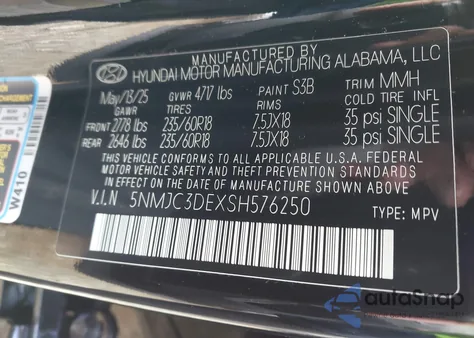 MANUFACTURED BY
HYUNDAI MOTOR MANUFACTURING ALABAMA, LLC
May/13/25 GVWR 4717 lbs PAINT S3B TRIM MMH
GAWR TIRES RIMS COLD TIRE INFL
FRONT 2778 lbs 235/60R18 7.5JX18 35 psi SINGLE
REAR 2646 lbs 235/60R18 7.5JX18 35 psi SINGLE
THIS VEHICLE CONFORMS TO ALL APPLICABLE U.S.A. FEDERAL
MOTOR VEHICLE SAFETY AND THEFT PREVENTION STANDARDS
IN EFFECT ON THE DATE OF MANUFACTURE SHOWN ABOVE.
V.I.N 5NMJC3DEXSH576250 TYPE: MPV
W410
autoSnap